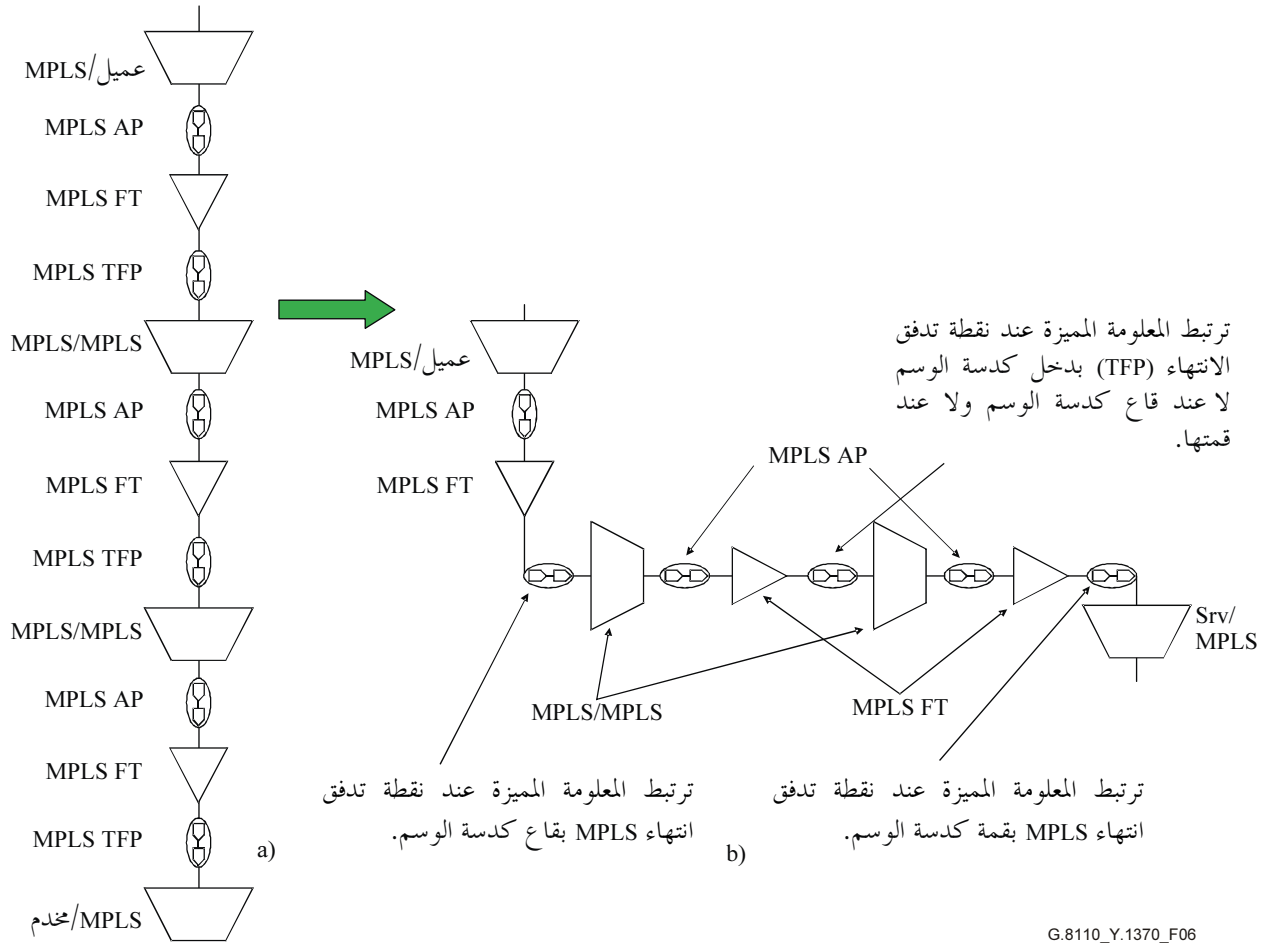 MPLS/عميل
MPLS AP
MPLS FT
MPLS TFP
MPLS/MPLS
MPLS AP
MPLS FT
MPLS TFP
MPLS/MPLS
MPLS AP
MPLS FT
MPLS TFP
مخدم/MPLS
a)
MPLS/عميل
MPLS AP
MPLS FT
MPLS AP
ترتبط المعلومة المميزة عند نقطة تدفق
الانتهاء (TFP) بدخل كدسة الوسم
لا عند قاع كدسة الوسم ولا عند
قمتها.
Srv/
MPLS
MPLS/MPLS
MPLS FT
ترتبط المعلومة المميزة عند نقطة تدفق
انتهاء MPLS بقاع كدسة الوسم.
ترتبط المعلومة المميزة عند نقطة تدفق
انتهاء MPLS بقمة كدسة الوسم.
b)
G.8110_Y.1370_F06